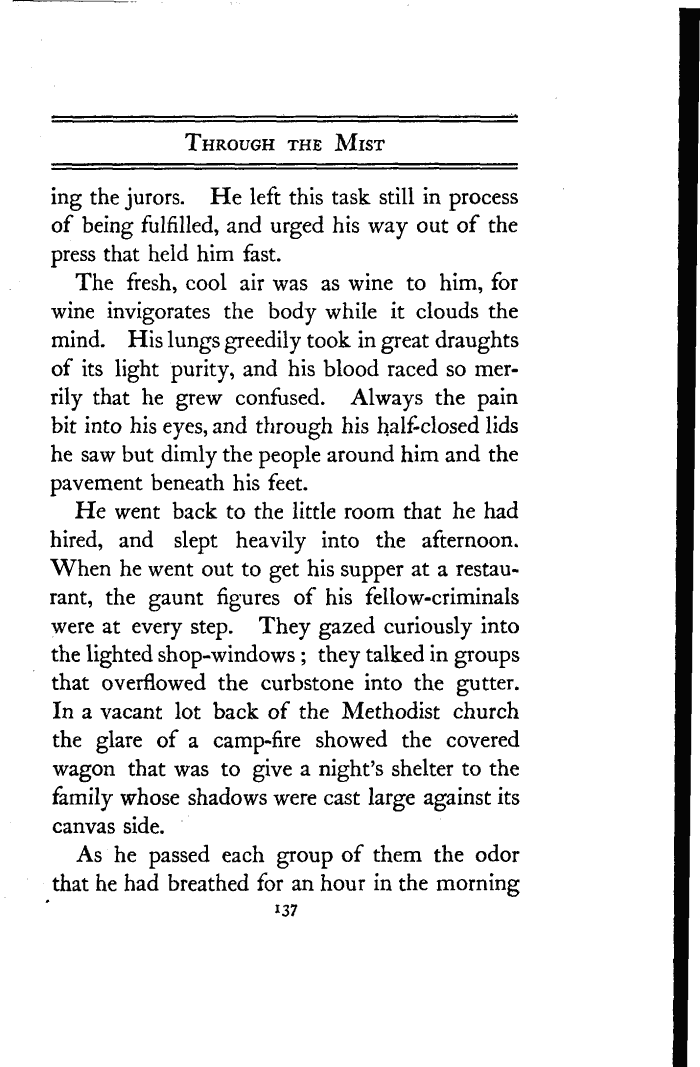 Through the Mist
ing the jurors. He left this task still in process
of being fulfilled, and urged his way out of the
press that held him fast.
The fresh, cool air was as wine to him, for
wine invigorates the body while it clouds the
mind. His lungs greedily took in great draughts
of its light purity, and his blood raced so mer-
rily that he grew confused. Always the pain
bit into his eyes, and through his half-closed lids
he saw but dimly the people around him and the
pavement beneath his feet.
He went back to the little room that he had
hired, and slept heavily into the afternoon.
When he went out to get his supper at a restau-
rant, the gaunt figures of his fellow-criminals
were at every step. They gazed curiously into
the lighted shop-windows ; they talked in groups
that overflowed the curbstone into the gutter.
In a vacant lot back of the Methodist church
the glare of a camp-fire showed the covered
wagon that was to give a night's shelter to the
family whose shadows were cast large against its
canvas side.
As he passed each group of them the odor
that he had breathed for an hour in the morning
137